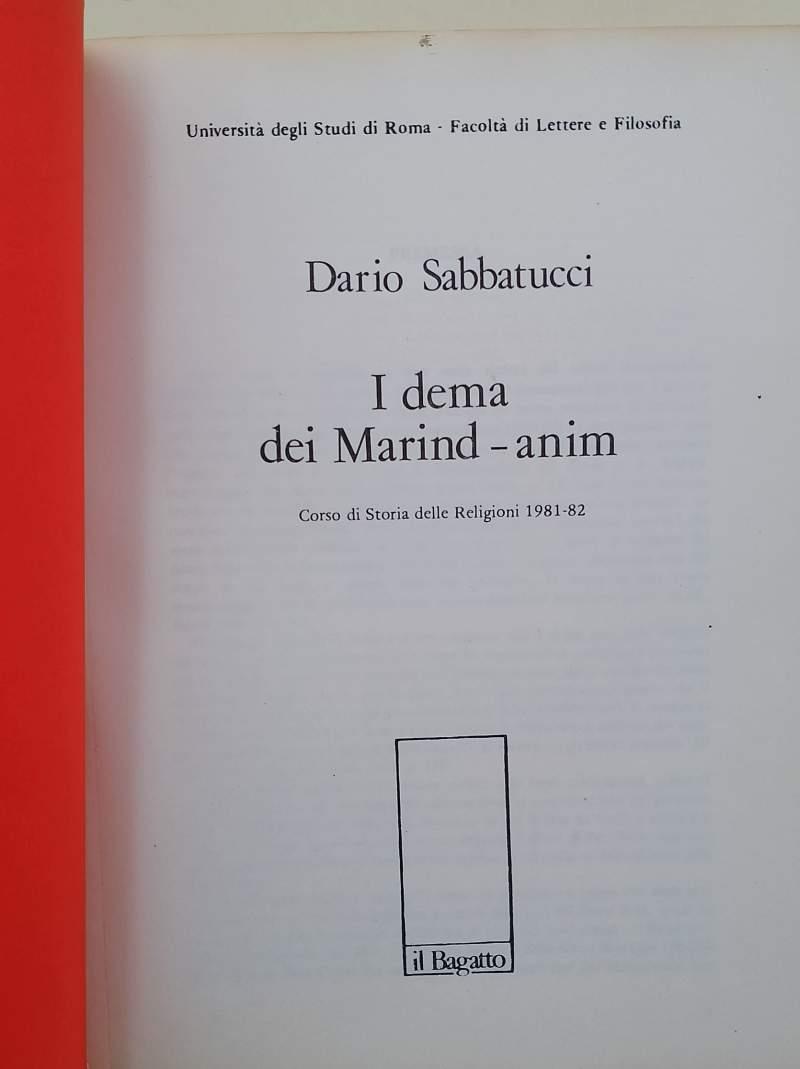 Università degli Studi di Roma - Facoltà di Lettere e Filosofia
Dario Sabbatucci
I dema
dei Marind - anim
Corso di Storia delle Religioni 1981-82
il Bagatto